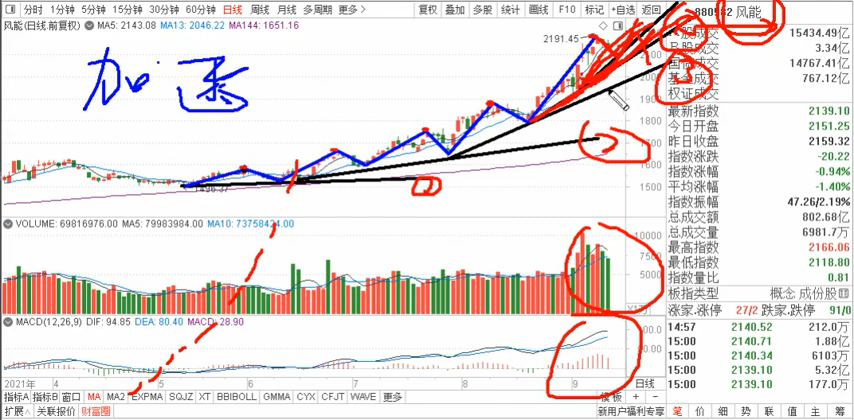 分时 1分钟 5分钟 15分钟 30分钟 60分钟 日线 周线 月线 多周期 更多 复权 叠加 多股 统计 画线 F10 标记 +自选 返回
风能
风能(日线.前复权) MA5: 2143.08 MA13: 2046.22 MA144: 1651.16
2191.45
加速
1900
1800
1600
1500
VOLUME: 69816976.00 MA5: 79983984.00 MA10: 73758424.00
10000
5000
MACD(12,26,9) DIF: 94.85 DEA: 80.40 MACD: 28.90
2021年 4 5 6 7 8 9 日线
指标A 指标B 窗口 MA MA2 EXPMA SQJZ XT BBIBOLL GMMA CYX CJCX CYC WAVE 更多 模板 + −
扩展∧ 关联报价 财富圈 新用户福利专享
15434.49亿
B股成交 3.34亿
国债成交 14767.41亿
基金成交 767.12亿
权证成交
最新指数 2139.10
今日开盘 2151.25
昨日收盘 2159.32
指数涨跌 -20.22
指数涨幅 -0.94%
平均涨幅 -1.40%
指数振幅 47.26/2.19%
总成交额 802.68亿
总成交量 6981.7万
最高指数 2166.06
最低指数 2118.80
指数量比 0.81
板指类型 概念 成份股
涨家.涨停 27/2 跌家.跌停 91/0
14:57 2140.52 212.0万
15:00 2140.71 1.88亿
15:00 2140.34 6103万
15:00 2139.10 5.32亿
15:00 2139.10 177.0万
笔 价 细 势 联 值 主 筹